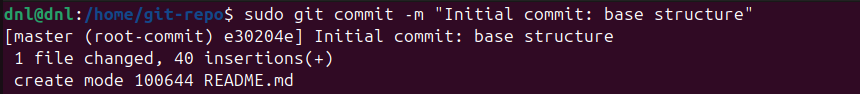 dnl@dnl:/home/git-repo$ sudo git commit -m "Initial commit: base structure"
[master (root-commit) e30204e] Initial commit: base structure
 1 file changed, 40 insertions(+)
 create mode 100644 README.md